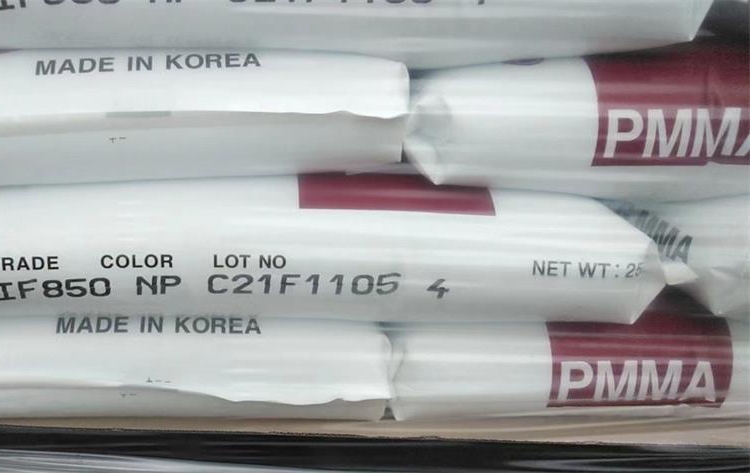 MADE IN KOREA
PMMA
RADE COLOR LOT NO
IF850 NP C21F1105 4
NET WT: 25
MMA
MADE IN KOREA
PMMA